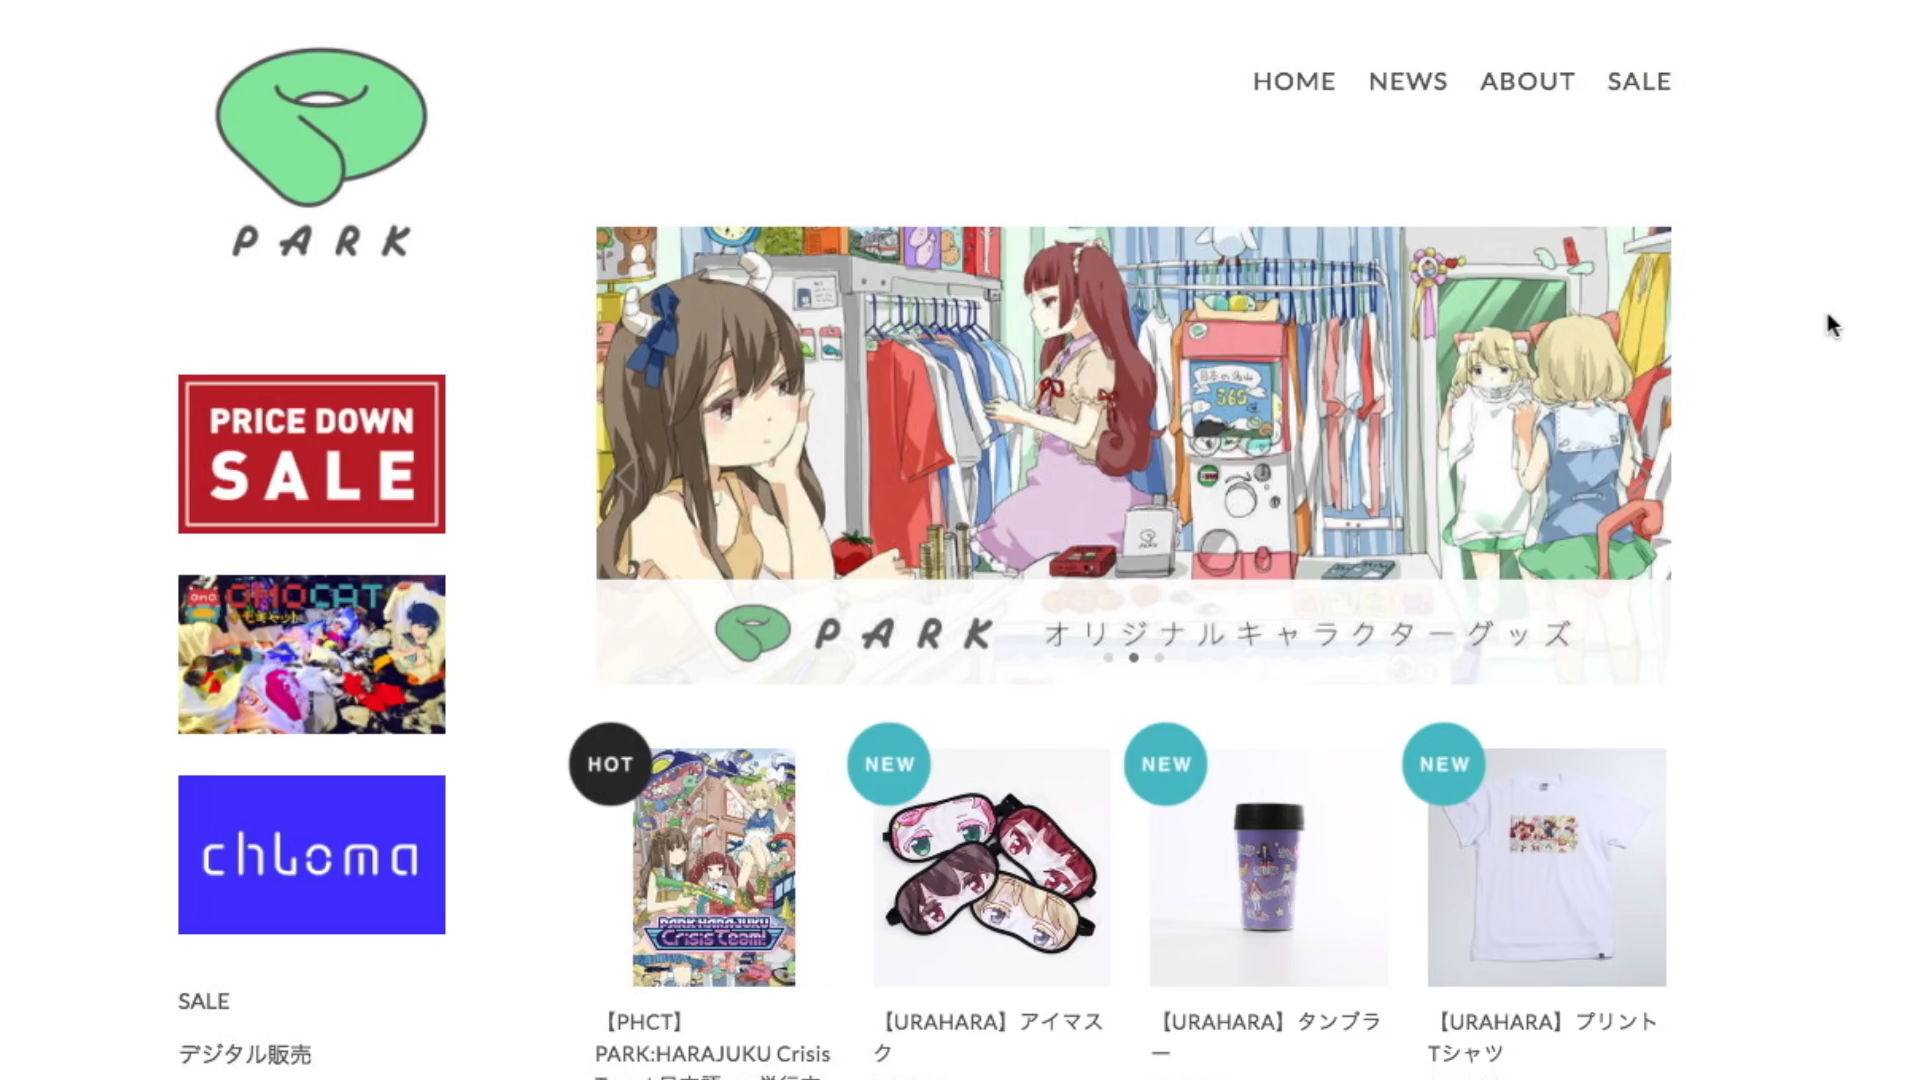 PARK
HOME NEWS ABOUT SALE
PRICE DOWN
SALE
OMOCAT
chloma
SALE
デジタル販売
365
PARK オリジナルキャラクターグッズ
HOT
NEW
NEW
NEW
PARK:HARAJUKU
Crisis Team!
【PHCT】
PARK:HARAJUKU Crisis
【URAHARA】アイマス
ク
【URAHARA】タンブラ
ー
【URAHARA】プリント
Tシャツ